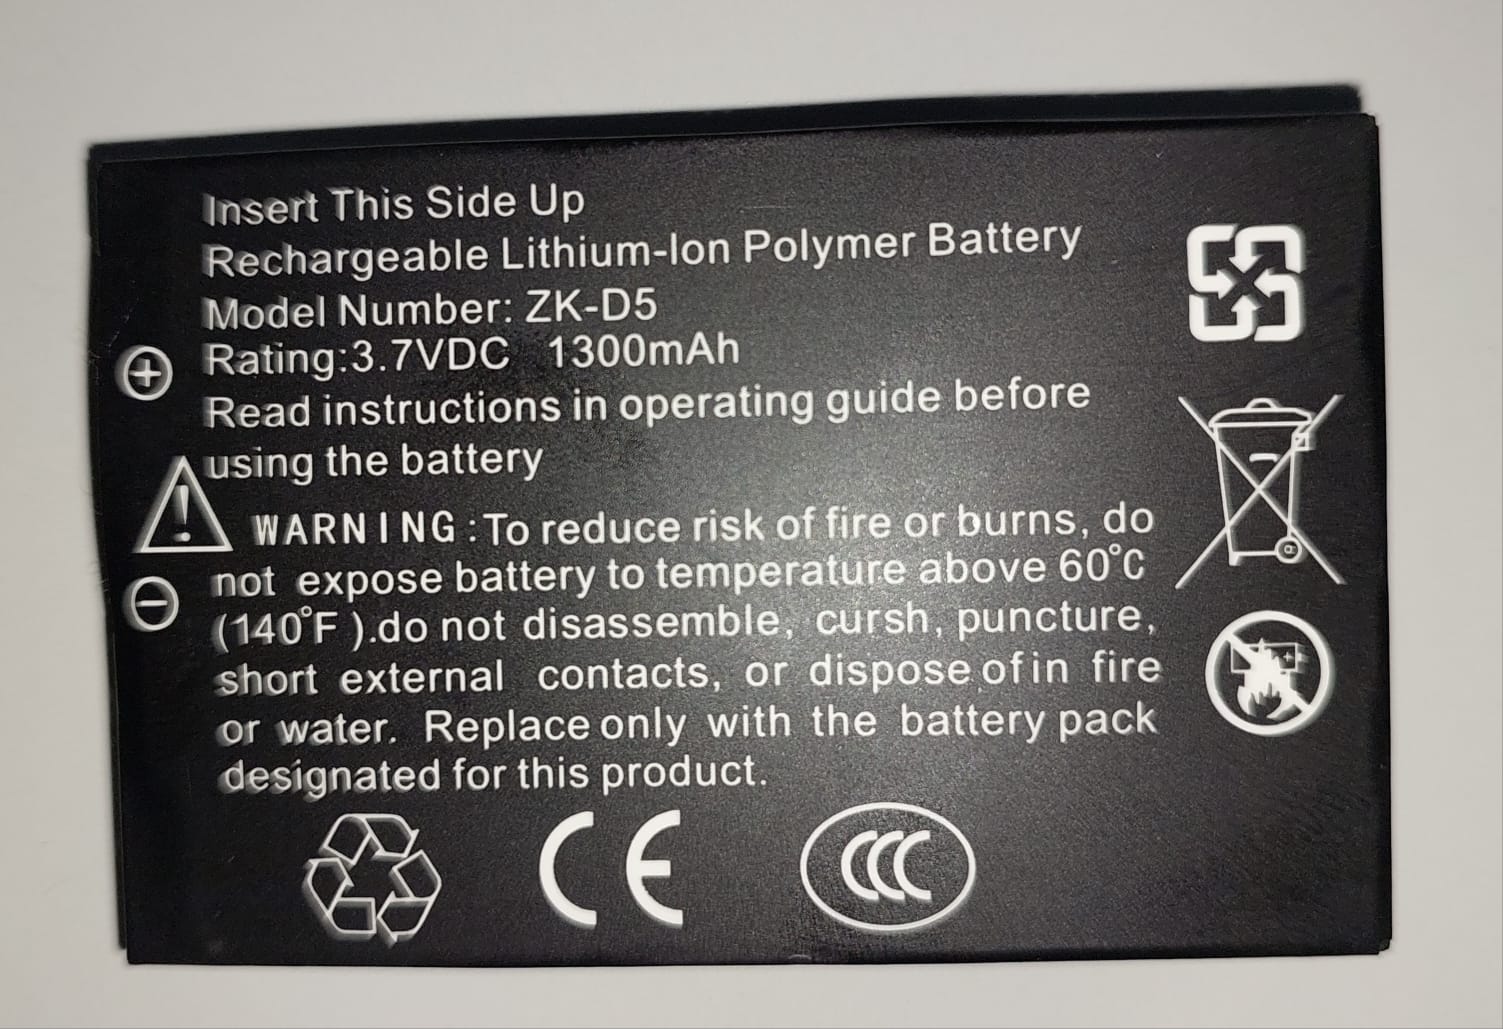 Insert This Side Up
Rechargeable Lithium-Ion Polymer Battery
Model Number: ZK-D5
Rating:3.7VDC 1300mAh
Read instructions in operating guide before
using the battery
WARNING:To reduce risk of fire or burns, do
not expose battery to temperature above 60°C
(140°F ).do not disassemble, cursh, puncture,
short external contacts, or dispose of in fire
or water. Replace only with the battery pack
designated for this product.
CE CCC